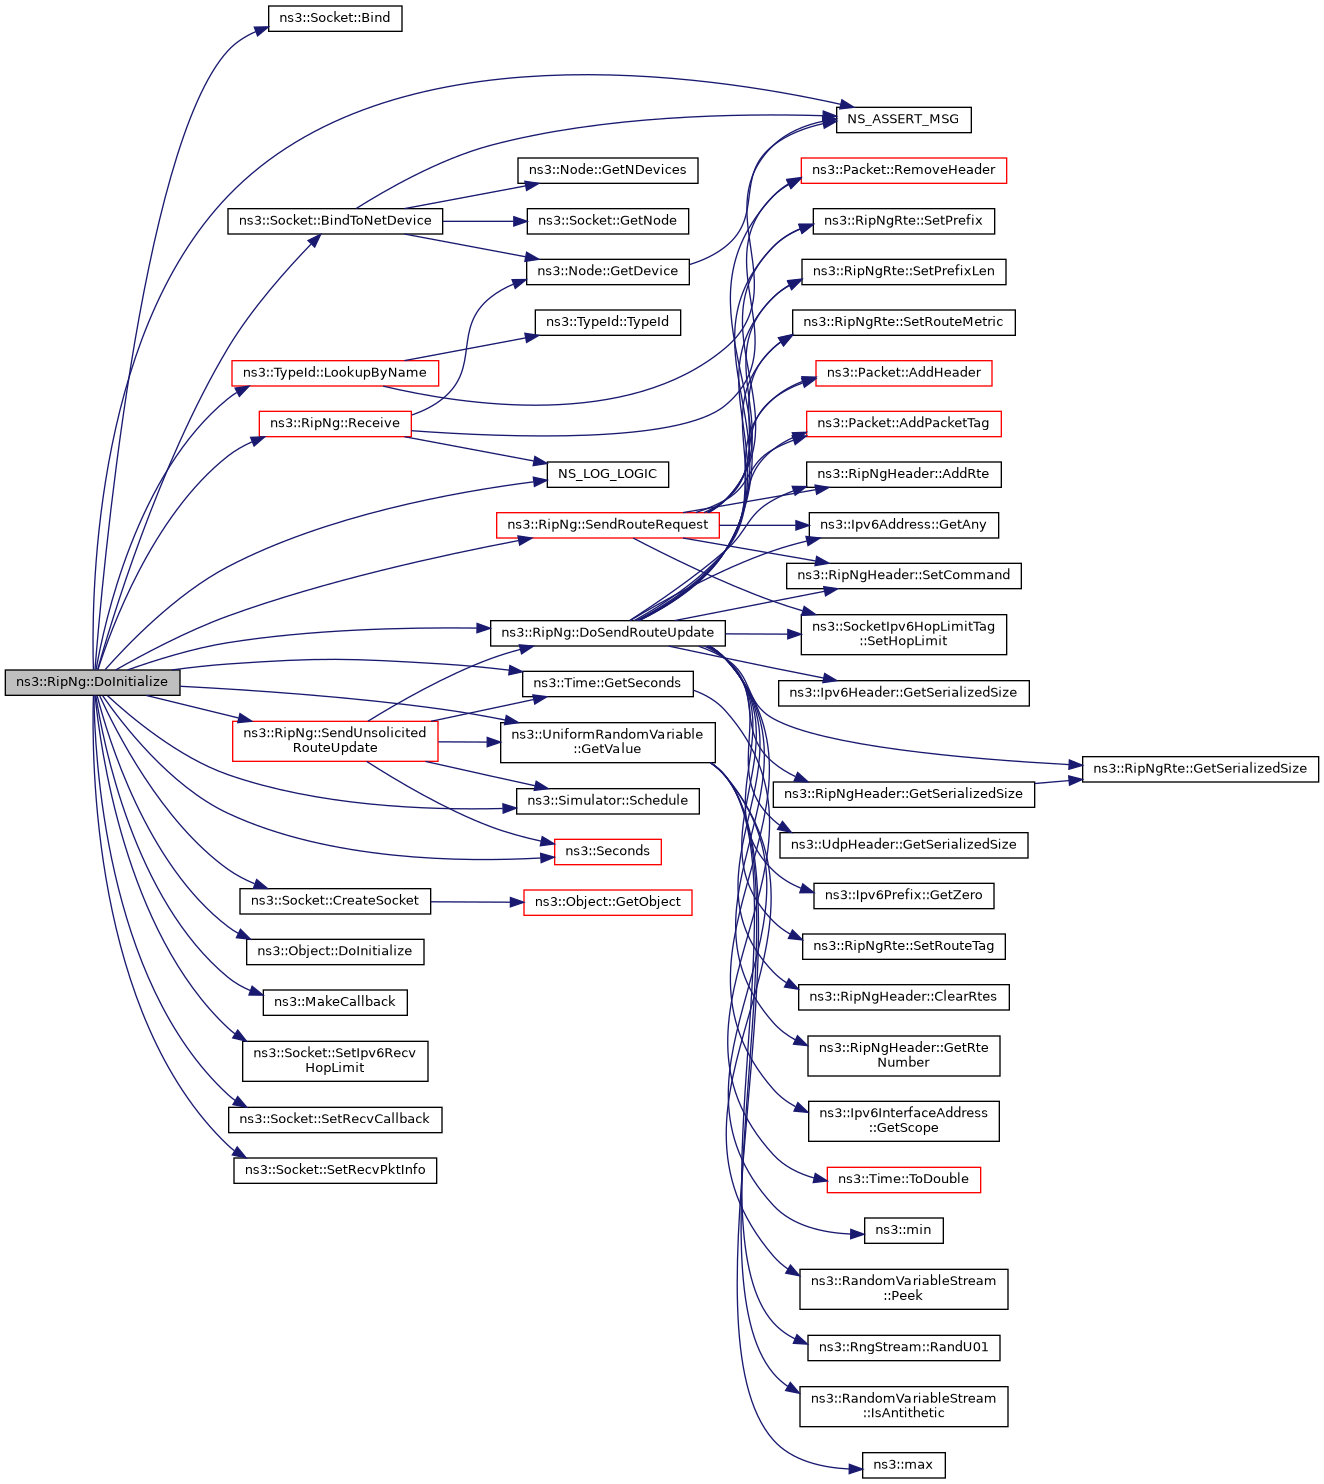 ns3::Socket::Bind
NS_ASSERT_MSG
ns3::Node::GetNDevices
ns3::Packet::RemoveHeader
ns3::Socket::BindToNetDevice
ns3::Socket::GetNode
ns3::RipNgRte::SetPrefix
ns3::Node::GetDevice
ns3::RipNgRte::SetPrefixLen
ns3::TypeId::TypeId
ns3::RipNgRte::SetRouteMetric
ns3::TypeId::LookupByName
ns3::Packet::AddHeader
ns3::RipNg::Receive
ns3::Packet::AddPacketTag
NS_LOG_LOGIC
ns3::RipNgHeader::AddRte
ns3::RipNg::SendRouteRequest
ns3::Ipv6Address::GetAny
ns3::RipNgHeader::SetCommand
ns3::RipNg::DoSendRouteUpdate
ns3::SocketIpv6HopLimitTag
::SetHopLimit
ns3::RipNg::DoInitialize
ns3::Time::GetSeconds
ns3::Ipv6Header::GetSerializedSize
ns3::RipNg::SendUnsolicited
RouteUpdate
ns3::UniformRandomVariable
::GetValue
ns3::RipNgRte::GetSerializedSize
ns3::Simulator::Schedule
ns3::RipNgHeader::GetSerializedSize
ns3::Seconds
ns3::UdpHeader::GetSerializedSize
ns3::Socket::CreateSocket
ns3::Object::GetObject
ns3::Ipv6Prefix::GetZero
ns3::Object::DoInitialize
ns3::RipNgRte::SetRouteTag
ns3::MakeCallback
ns3::RipNgHeader::ClearRtes
ns3::Socket::SetIpv6Recv
HopLimit
ns3::RipNgHeader::GetRte
Number
ns3::Socket::SetRecvCallback
ns3::Ipv6InterfaceAddress
::GetScope
ns3::Socket::SetRecvPktInfo
ns3::Time::ToDouble
ns3::min
ns3::RandomVariableStream
::Peek
ns3::RngStream::RandU01
ns3::RandomVariableStream
::IsAntithetic
ns3::max